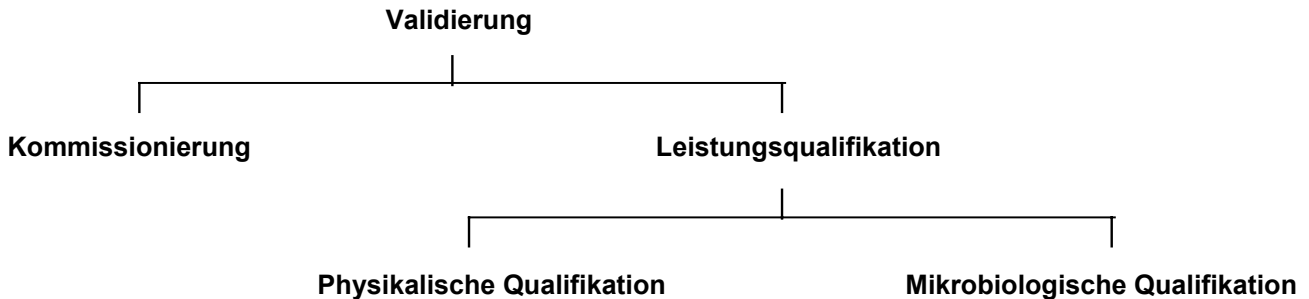 Validierung
Kommissionierung
Leistungsqualifikation
Physikalische Qualifikation
Mikrobiologische Qualifikation